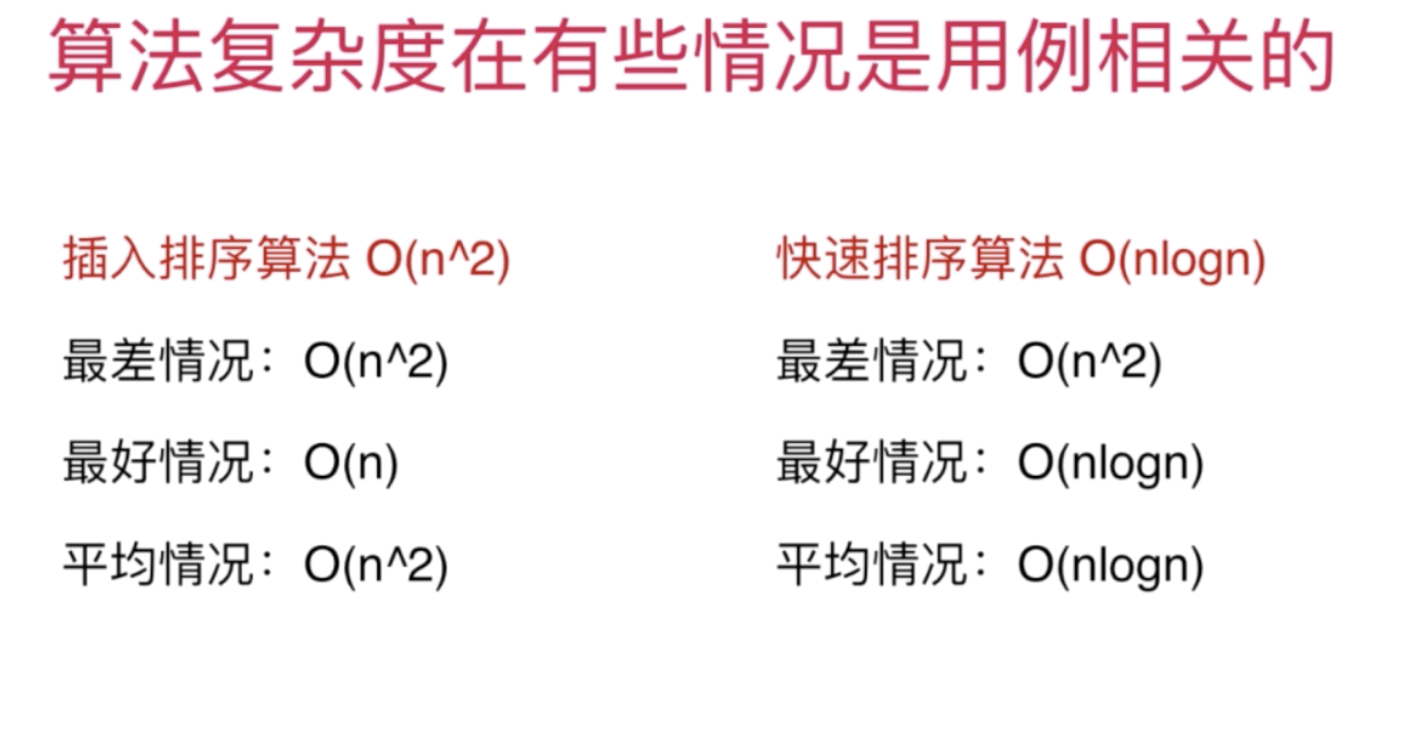 算法复杂度在有些情况是用例相关的
插入排序算法 O(n^2)
最差情况：O(n^2)
最好情况：O(n)
平均情况：O(n^2)
快速排序算法 O(nlogn)
最差情况：O(n^2)
最好情况：O(nlogn)
平均情况：O(nlogn)